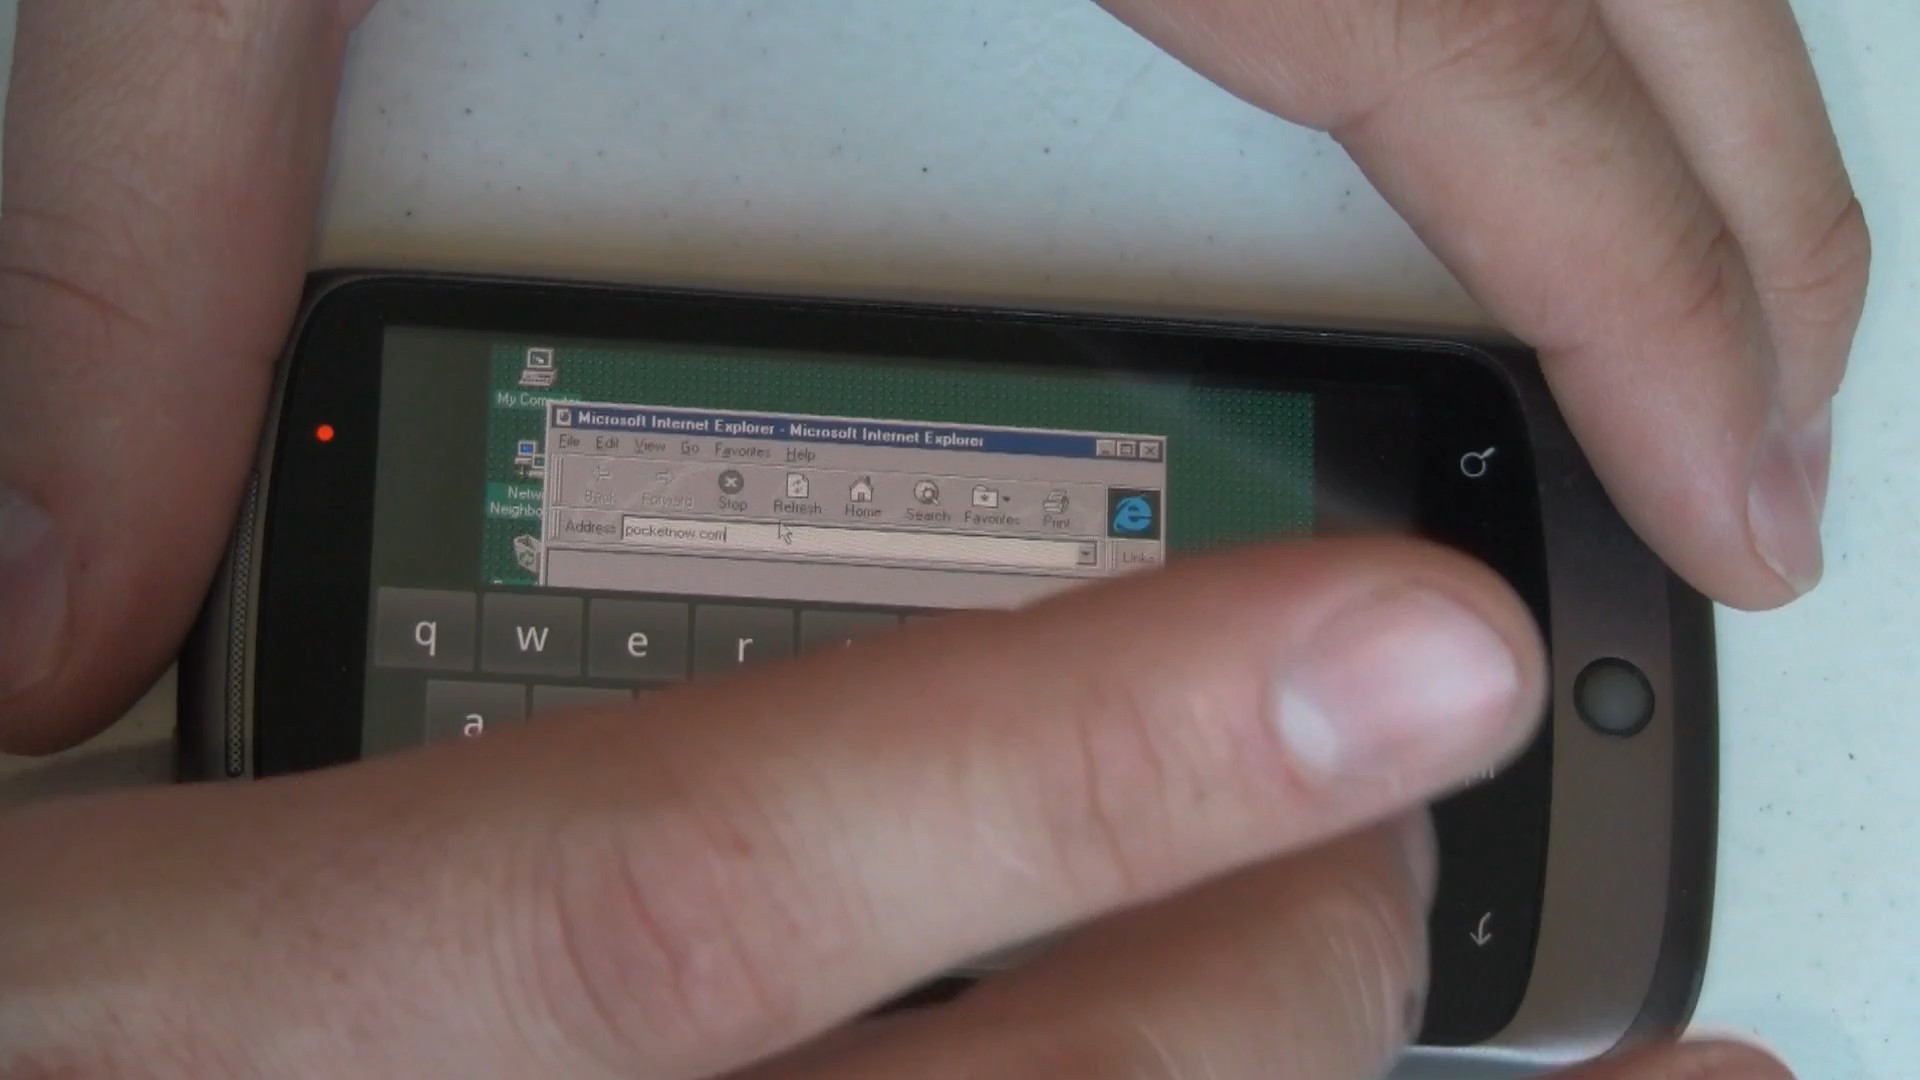 My Computer
Microsoft Internet Explorer - Microsoft Internet Explorer
File Edit View Go Favorites Help
Back Forward Stop Refresh Home Search Favorites Print
Netw
Neighbo
Address pocketnow.com Links
q w e r
a